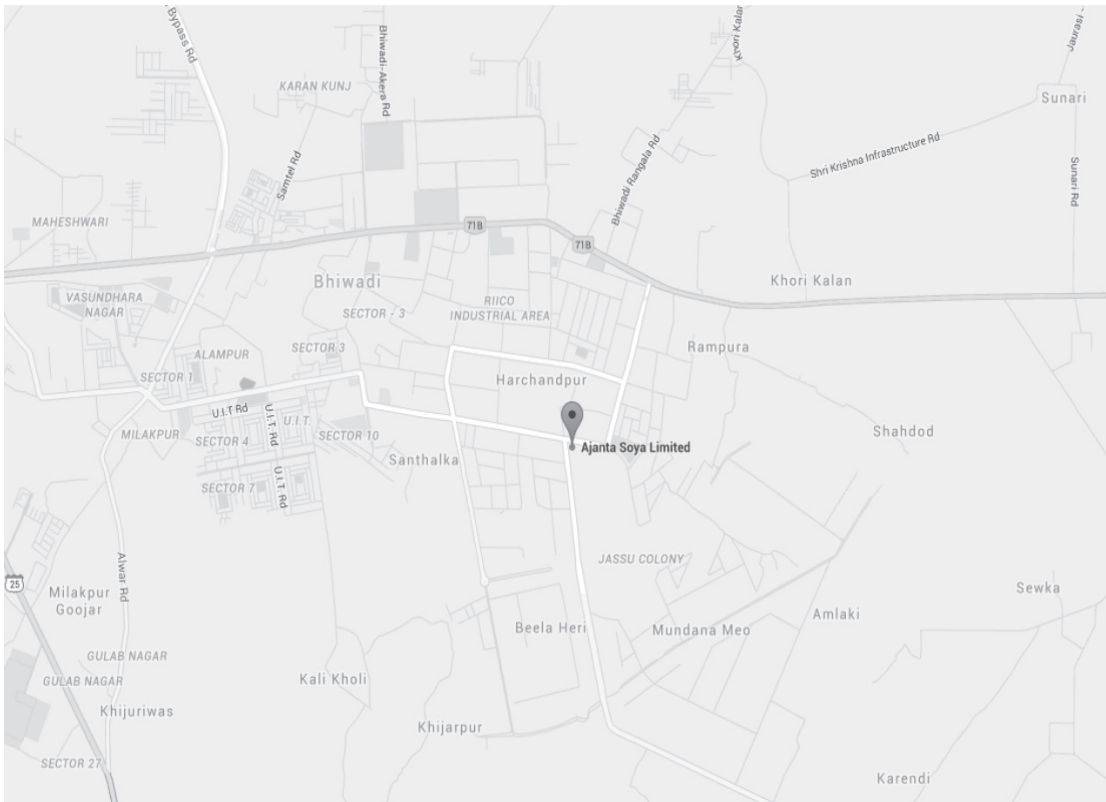 Bypass Rd
KARAN KUNJ
Bhiwadi-Akera Rd
Khori Kalan
Jaurasi -
Sunari
Samtel Rd
Bhiwadi Rangala Rd
Shri Krishna Infrastructure Rd
Sunari Rd
MAHESHWARI
71B
71B
Bhiwadi
Khori Kalan
VASUNDHARA
NAGAR
RIICO
INDUSTRIAL AREA
SECTOR - 3
SECTOR 3
Rampura
ALAMPUR
SECTOR 1
Harchandpur
U.I.T Rd
U.I.T. Rd
U.I.T.
MILAKPUR
SECTOR 4
SECTOR 10
Shahdod
Ajanta Soya Limited
Santhalka
SECTOR 7
U.I.T. Rd
JASSU COLONY
Alwar Rd
25
Milakpur
Goojar
Sewka
Amlaki
Beela Heri
Mundana Meo
GULAB NAGAR
GULAB NAGAR
Kali Kholi
Khijuriwas
Khijarpur
SECTOR 27
Karendi